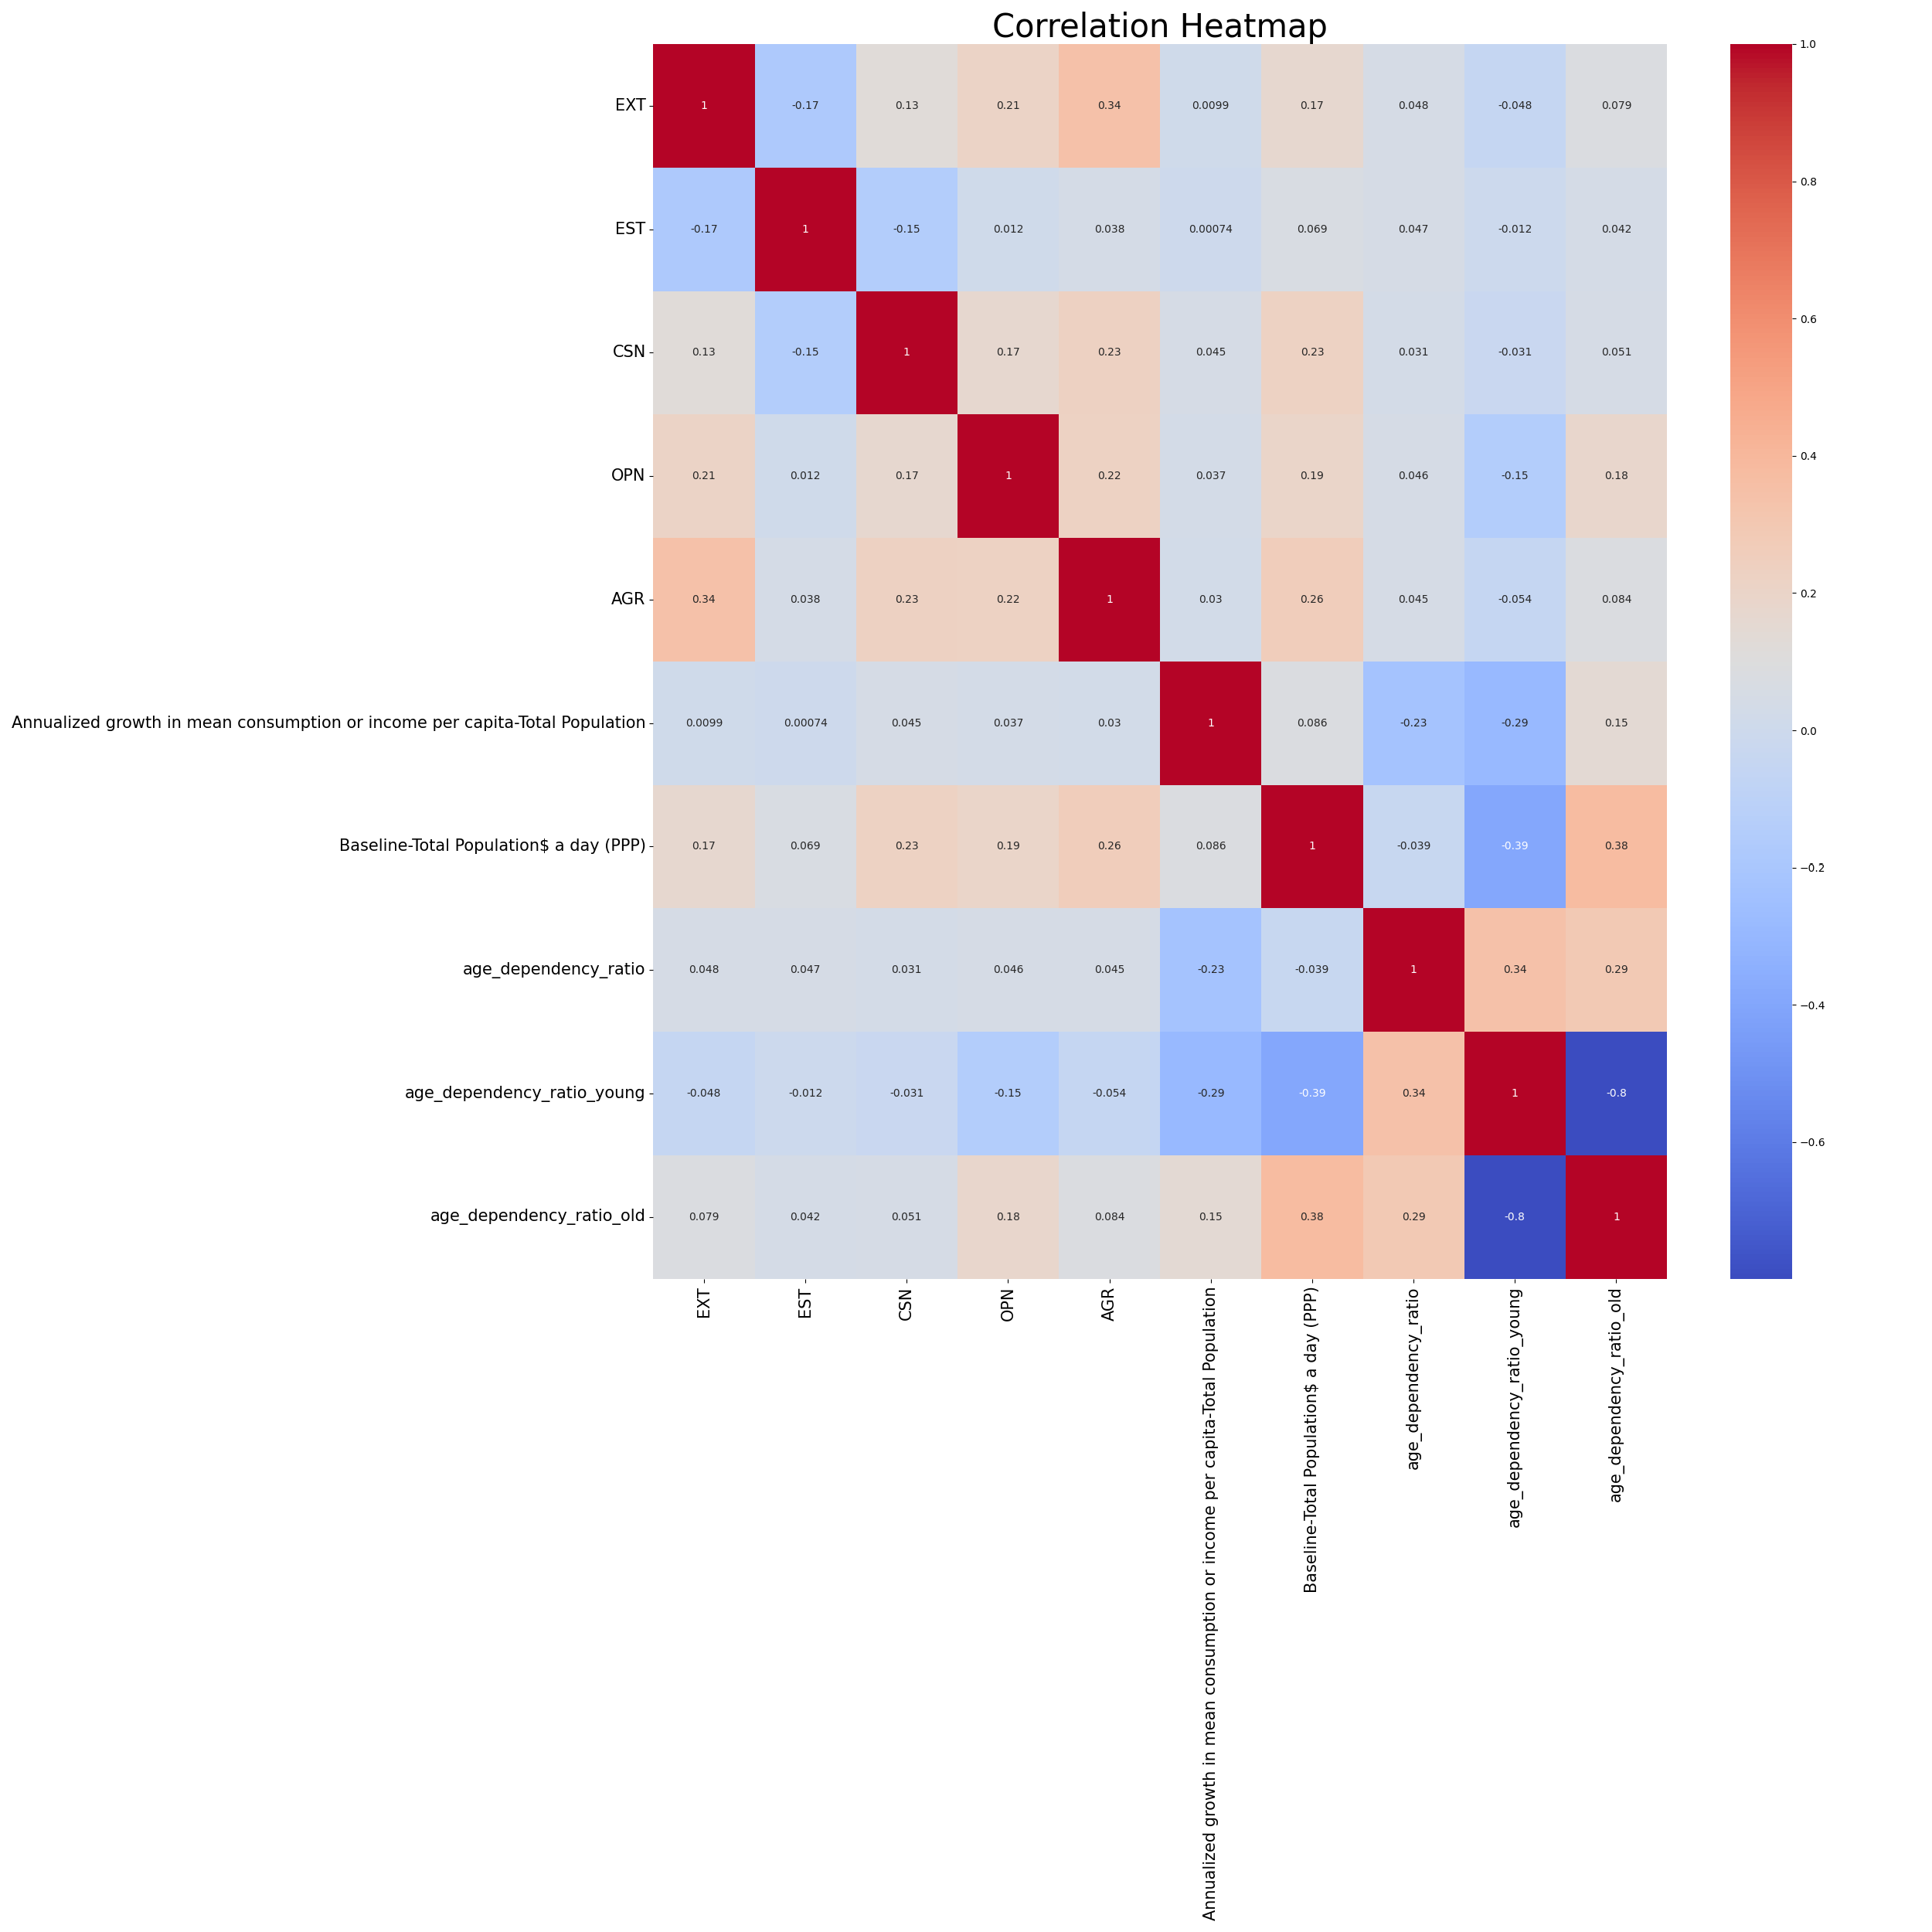 Correlation Heatmap
EXT 1 -0.17 0.13 0.21 0.34 0.0099 0.17 0.048 -0.048 0.079
EST -0.17 1 -0.15 0.012 0.038 0.00074 0.069 0.047 -0.012 0.042
CSN 0.13 -0.15 1 0.17 0.23 0.045 0.23 0.031 -0.031 0.051
OPN 0.21 0.012 0.17 1 0.22 0.037 0.19 0.046 -0.15 0.18
AGR 0.34 0.038 0.23 0.22 1 0.03 0.26 0.045 -0.054 0.084
Annualized growth in mean consumption or income per capita-Total Population 0.0099 0.00074 0.045 0.037 0.03 1 0.086 -0.23 -0.29 0.15
Baseline-Total Population$ a day (PPP) 0.17 0.069 0.23 0.19 0.26 0.086 1 -0.039 -0.39 0.38
age_dependency_ratio 0.048 0.047 0.031 0.046 0.045 -0.23 -0.039 1 0.34 0.29
age_dependency_ratio_young -0.048 -0.012 -0.031 -0.15 -0.054 -0.29 -0.39 0.34 1 -0.8
age_dependency_ratio_old 0.079 0.042 0.051 0.18 0.084 0.15 0.38 0.29 -0.8 1
EXT
EST
CSN
OPN
AGR
Annualized growth in mean consumption or income per capita-Total Population
Baseline-Total Population$ a day (PPP)
age_dependency_ratio
age_dependency_ratio_young
age_dependency_ratio_old
1.0
0.8
0.6
0.4
0.2
0.0
−0.2
−0.4
−0.6